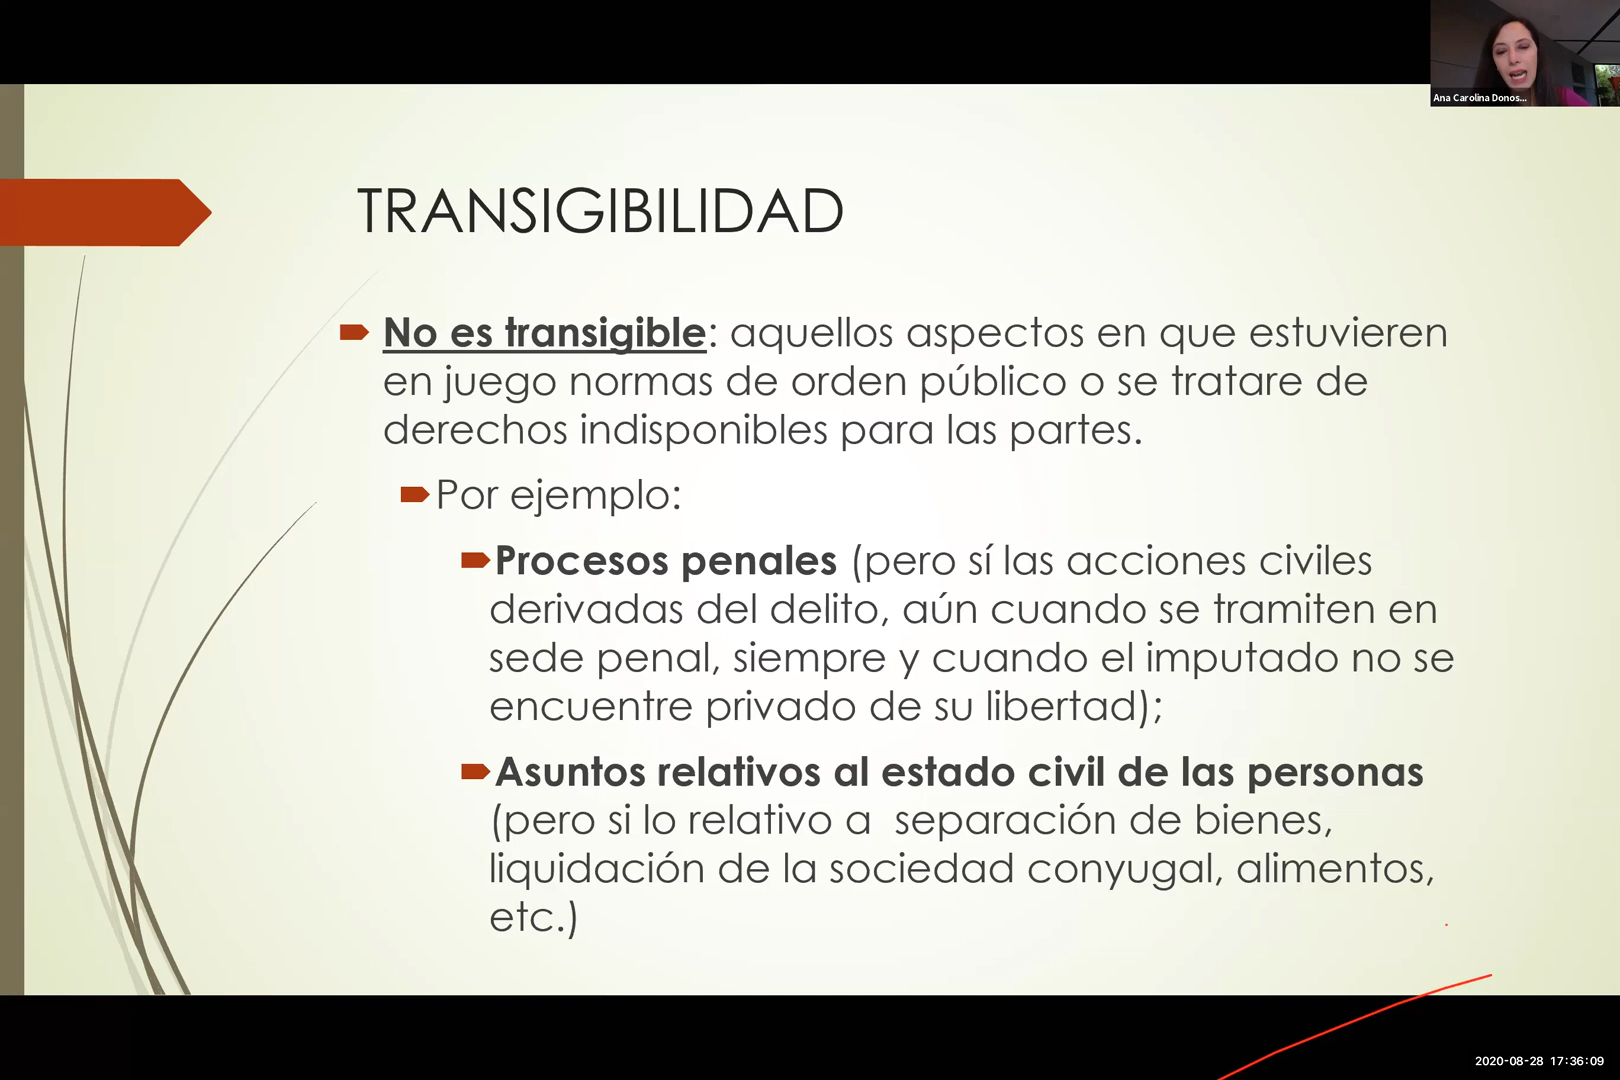 Ana Carolina Donos...
TRANSIGIBILIDAD
No es transigible: aquellos aspectos en que estuvieren
en juego normas de orden público o se tratare de
derechos indisponibles para las partes.
Por ejemplo:
Procesos penales (pero sí las acciones civiles
derivadas del delito, aún cuando se tramiten en
sede penal, siempre y cuando el imputado no se
encuentre privado de su libertad);
Asuntos relativos al estado civil de las personas
(pero si lo relativo a  separación de bienes,
liquidación de la sociedad conyugal, alimentos,
etc.)
2020-08-28 17:36:09